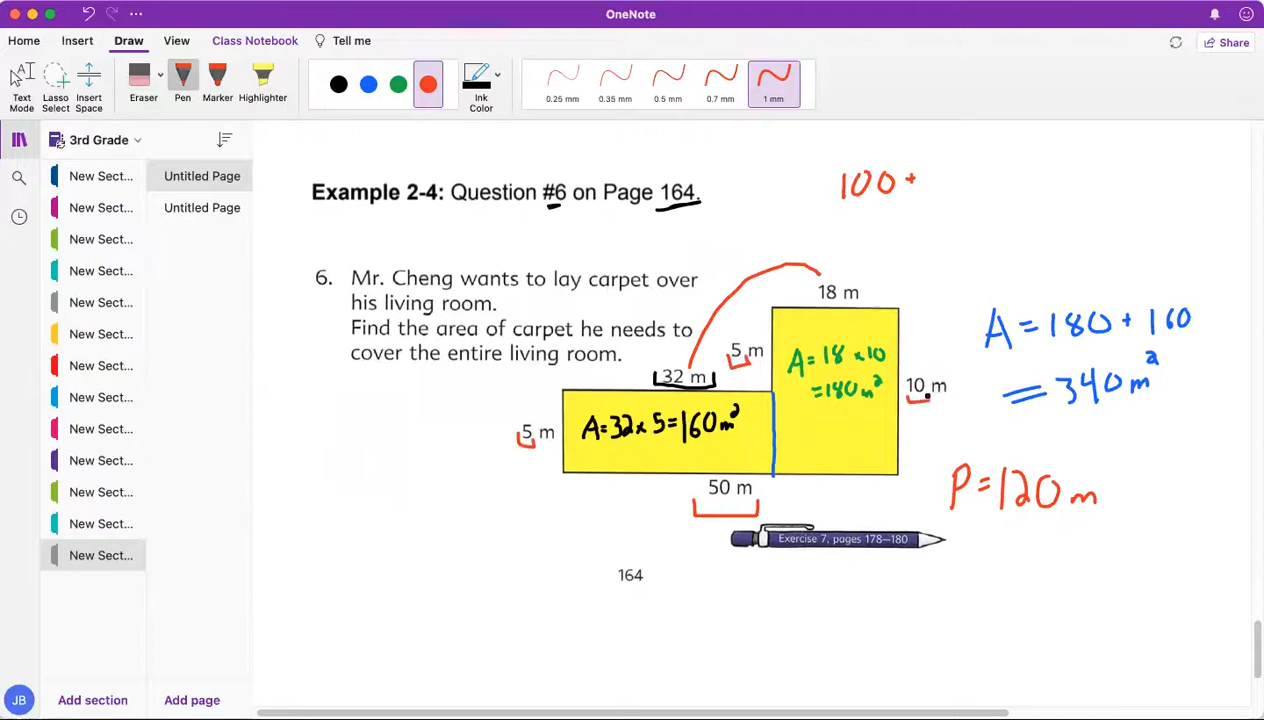 OneNote
Home Insert Draw View Class Notebook Tell me Share
Text Mode
Lasso Select
Insert Space
Eraser
Pen
Marker
Highlighter
Ink Color
0.25 mm 0.35 mm 0.5 mm 0.7 mm 1 mm
3rd Grade
New Sect... Untitled Page
New Sect... Untitled Page
New Sect...
New Sect...
New Sect...
New Sect...
New Sect...
New Sect...
New Sect...
New Sect...
New Sect...
New Sect...
New Sect...
JB Add section Add page
Example 2-4: Question #6 on Page 164.
100 +
6. Mr. Cheng wants to lay carpet over
his living room.
Find the area of carpet he needs to
cover the entire living room.
18 m
5 m
A = 18 × 10
= 180 m²
32 m
10 m
5 m
A = 32 × 5 = 160 m²
50 m
A = 180 + 160
= 340 m²
P = 120 m
Exercise 7, pages 178–180
164